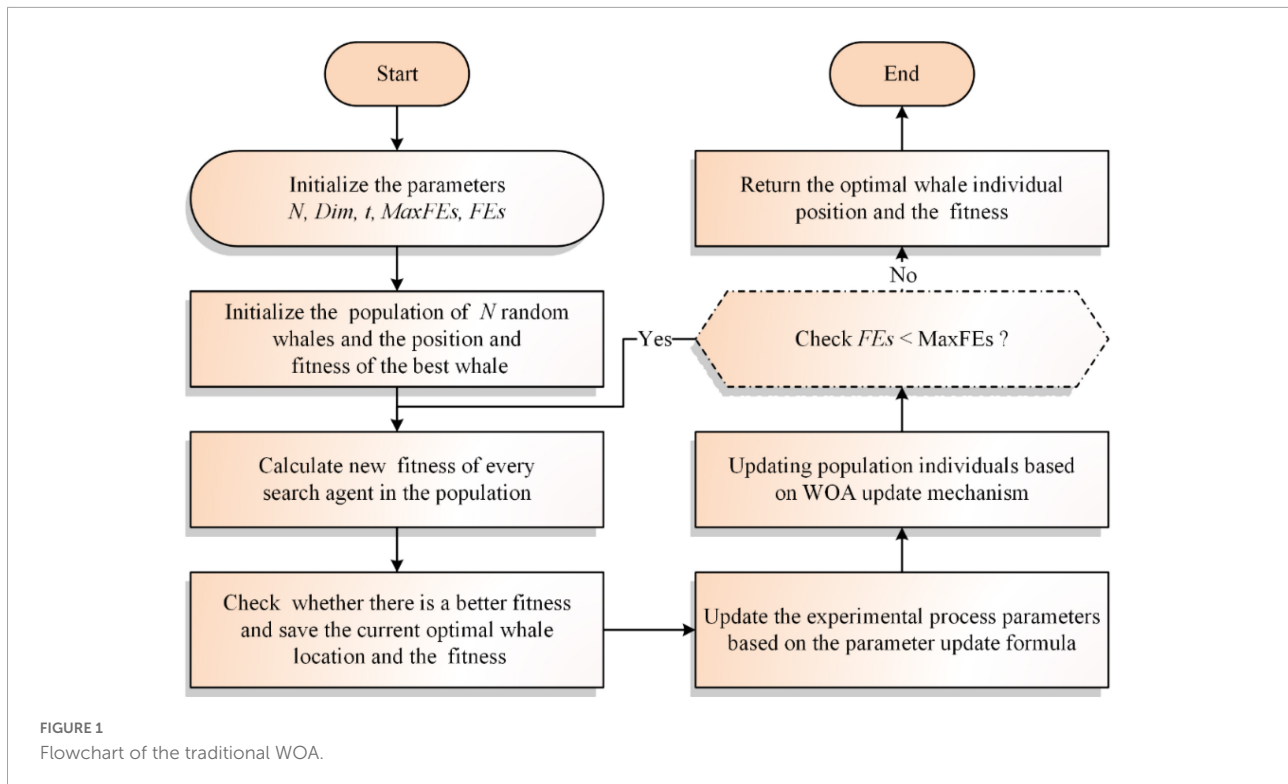 Start
Initialize the parameters
N, Dim, t, MaxFEs, FEs
Initialize the population of N random
whales and the position and
fitness of the best whale
Calculate new fitness of every
search agent in the population
Check whether there is a better fitness
and save the current optimal whale
location and the fitness
Update the experimental process parameters
based on the parameter update formula
Updating population individuals based
on WOA update mechanism
Check FEs < MaxFEs ?
Yes
No
Return the optimal whale individual
position and the fitness
End
FIGURE 1
Flowchart of the traditional WOA.